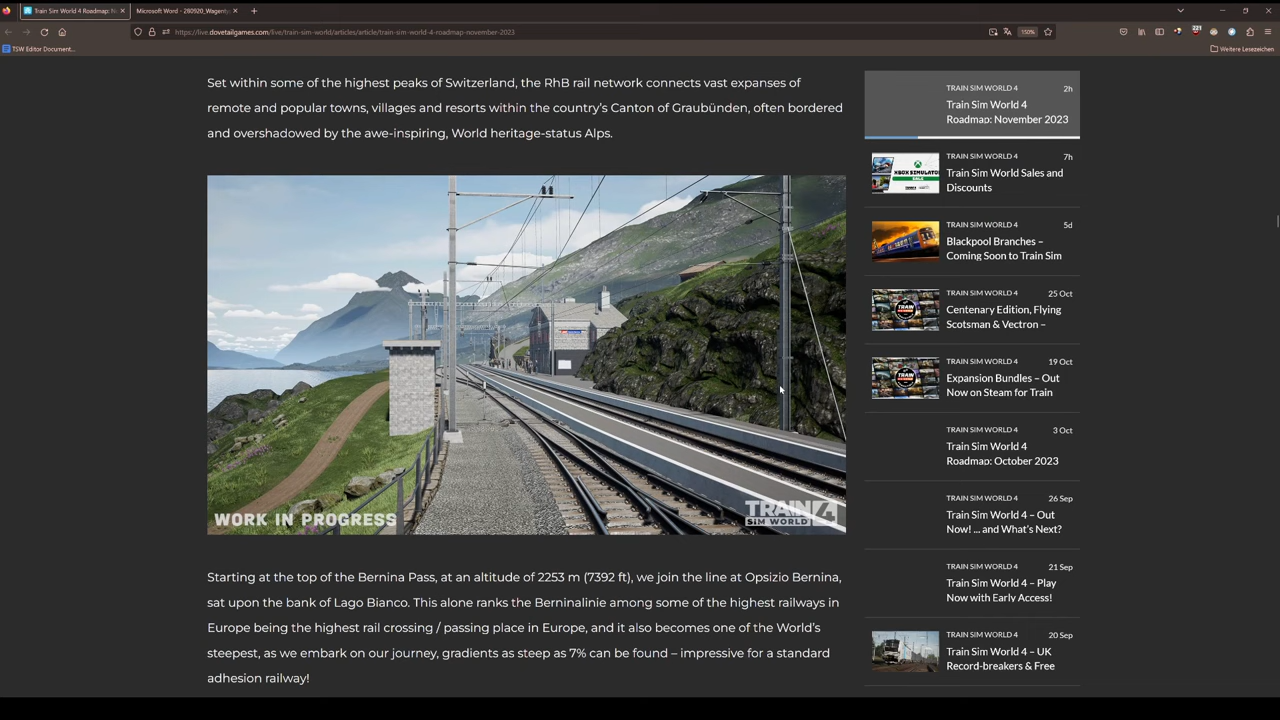 Train Sim World 4 Roadmap: N
Microsoft Word - 280920_Wagent
https://live.dovetailgames.com/live/train-sim-world/articles/article/train-sim-world-4-roadmap-november-2023
150%
221
TSW Editor Document...
Weitere Lesezeichen
Set within some of the highest peaks of Switzerland, the RhB rail network connects vast expanses of
remote and popular towns, villages and resorts within the country's Canton of Graubünden, often bordered
and overshadowed by the awe-inspiring, World heritage-status Alps.
WORK IN PROGRESS
TRAIN 4
SIM WORLD
Starting at the top of the Bernina Pass, at an altitude of 2253 m (7392 ft), we join the line at Opsizio Bernina,
sat upon the bank of Lago Bianco. This alone ranks the Berninalinie among some of the highest railways in
Europe being the highest rail crossing / passing place in Europe, and it also becomes one of the World's
steepest, as we embark on our journey, gradients as steep as 7% can be found – impressive for a standard
adhesion railway!
TRAIN SIM WORLD 4 2h
Train Sim World 4
Roadmap: November 2023
XBOX SIMULATOR
SALE
TRAIN SIM WORLD 4 7h
Train Sim World Sales and
Discounts
TRAIN SIM WORLD 4 5d
Blackpool Branches –
Coming Soon to Train Sim
TRAIN
TRAIN SIM WORLD 4 25 Oct
Centenary Edition, Flying
Scotsman & Vectron –
TRAIN
TRAIN SIM WORLD 4 19 Oct
Expansion Bundles – Out
Now on Steam for Train
TRAIN SIM WORLD 4 3 Oct
Train Sim World 4
Roadmap: October 2023
TRAIN SIM WORLD 4 26 Sep
Train Sim World 4 – Out
Now! ... and What's Next?
TRAIN SIM WORLD 4 21 Sep
Train Sim World 4 – Play
Now with Early Access!
TRAIN SIM WORLD 4 20 Sep
Train Sim World 4 – UK
Record-breakers & Free